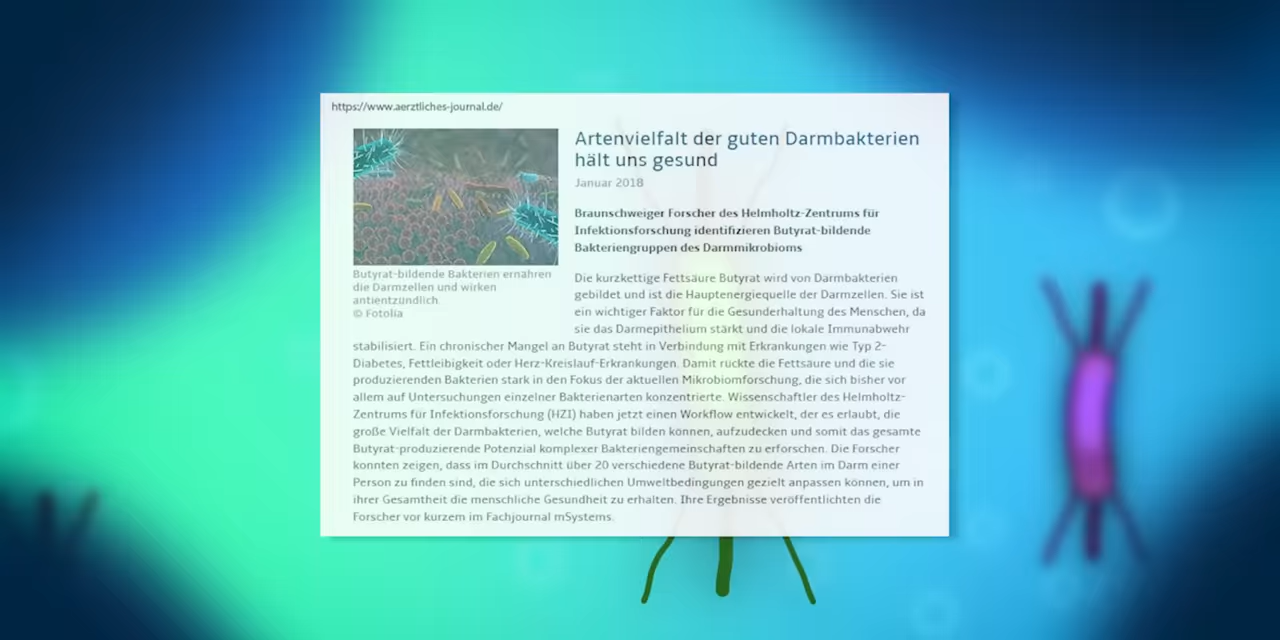 https://www.aerztliches-journal.de/
Artenvielfalt der guten Darmbakterien
hält uns gesund
Januar 2018
Braunschweiger Forscher des Helmholtz-Zentrums für
Infektionsforschung identifizieren Butyrat-bildende
Bakteriengruppen des Darmmikrobioms
Butyrat-bildende Bakterien ernähren
die Darmzellen und wirken
antientzündlich.
© Fotolia
Die kurzkettige Fettsäure Butyrat wird von Darmbakterien
gebildet und ist die Hauptenergiequelle der Darmzellen. Sie ist
ein wichtiger Faktor für die Gesunderhaltung des Menschen, da
sie das Darmepithelium stärkt und die lokale Immunabwehr
stabilisiert. Ein chronischer Mangel an Butyrat steht in Verbindung mit Erkrankungen wie Typ 2-
Diabetes, Fettleibigkeit oder Herz-Kreislauf-Erkrankungen. Damit rückte die Fettsäure und die sie
produzierenden Bakterien stark in den Fokus der aktuellen Mikrobiomforschung, die sich bisher vor
allem auf Untersuchungen einzelner Bakterienarten konzentrierte. Wissenschaftler des Helmholtz-
Zentrums für Infektionsforschung (HZI) haben jetzt einen Workflow entwickelt, der es erlaubt, die
große Vielfalt der Darmbakterien, welche Butyrat bilden können, aufzudecken und somit das gesamte
Butyrat-produzierende Potenzial komplexer Bakteriengemeinschaften zu erforschen. Die Forscher
konnten zeigen, dass im Durchschnitt über 20 verschiedene Butyrat-bildende Arten im Darm einer
Person zu finden sind, die sich unterschiedlichen Umweltbedingungen gezielt anpassen können, um in
ihrer Gesamtheit die menschliche Gesundheit zu erhalten. Ihre Ergebnisse veröffentlichten die
Forscher vor kurzem im Fachjournal mSystems.